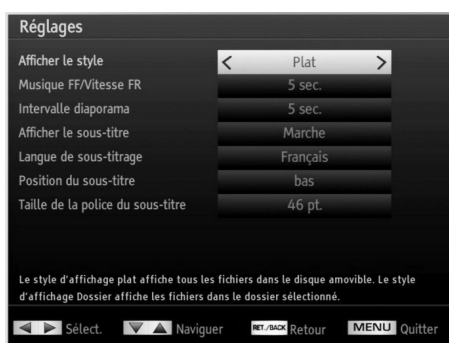 Réglages
Afficher le style < Plat >
Musique FF/Vitesse FR 5 sec.
Intervalle diaporama 5 sec.
Afficher le sous-titre Marche
Langue de sous-titrage Français
Position du sous-titre bas
Taille de la police du sous-titre 46 pt.
Le style d'affichage plat affiche tous les fichiers dans le disque amovible. Le style
d'affichage Dossier affiche les fichiers dans le dossier sélectionné.
Sélect. Naviguer RET./BACK Retour MENU Quitter